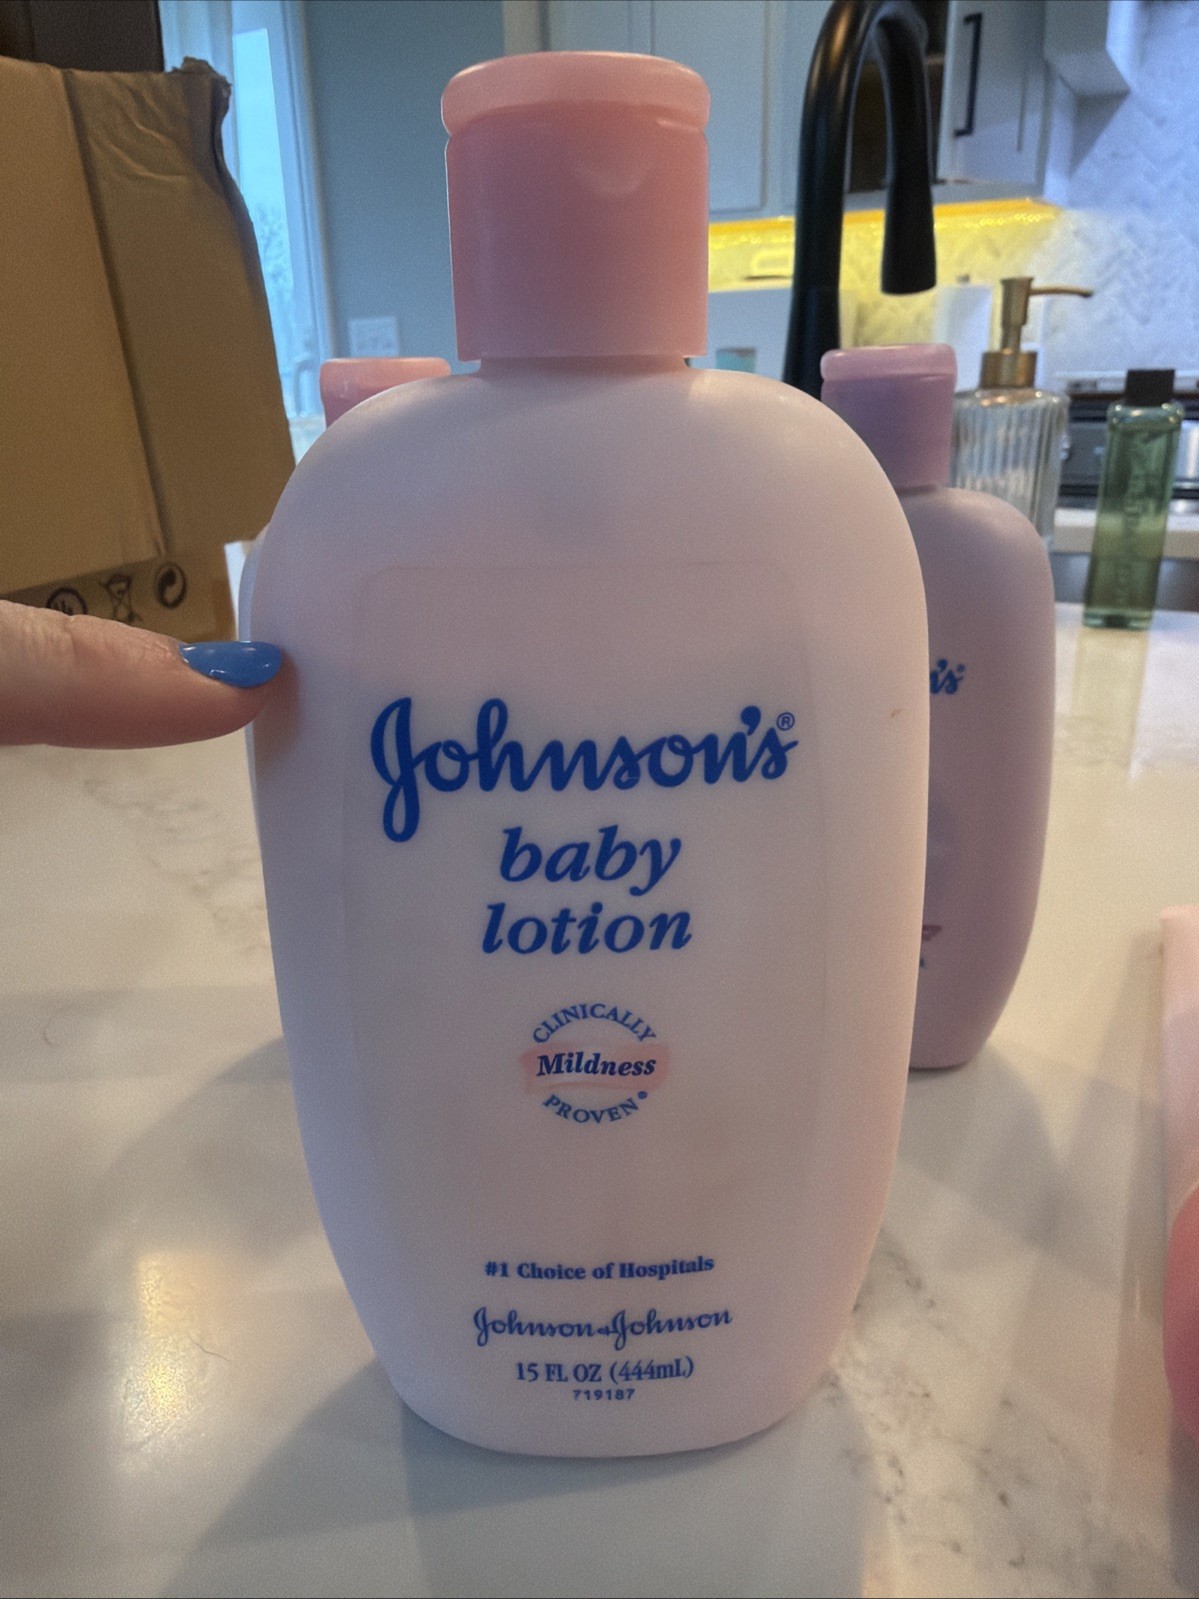 Johnson's®
baby
lotion
CLINICALLY
Mildness
PROVEN®
#1 Choice of Hospitals
Johnson & Johnson
15 FL OZ (444mL)
719187
n's®